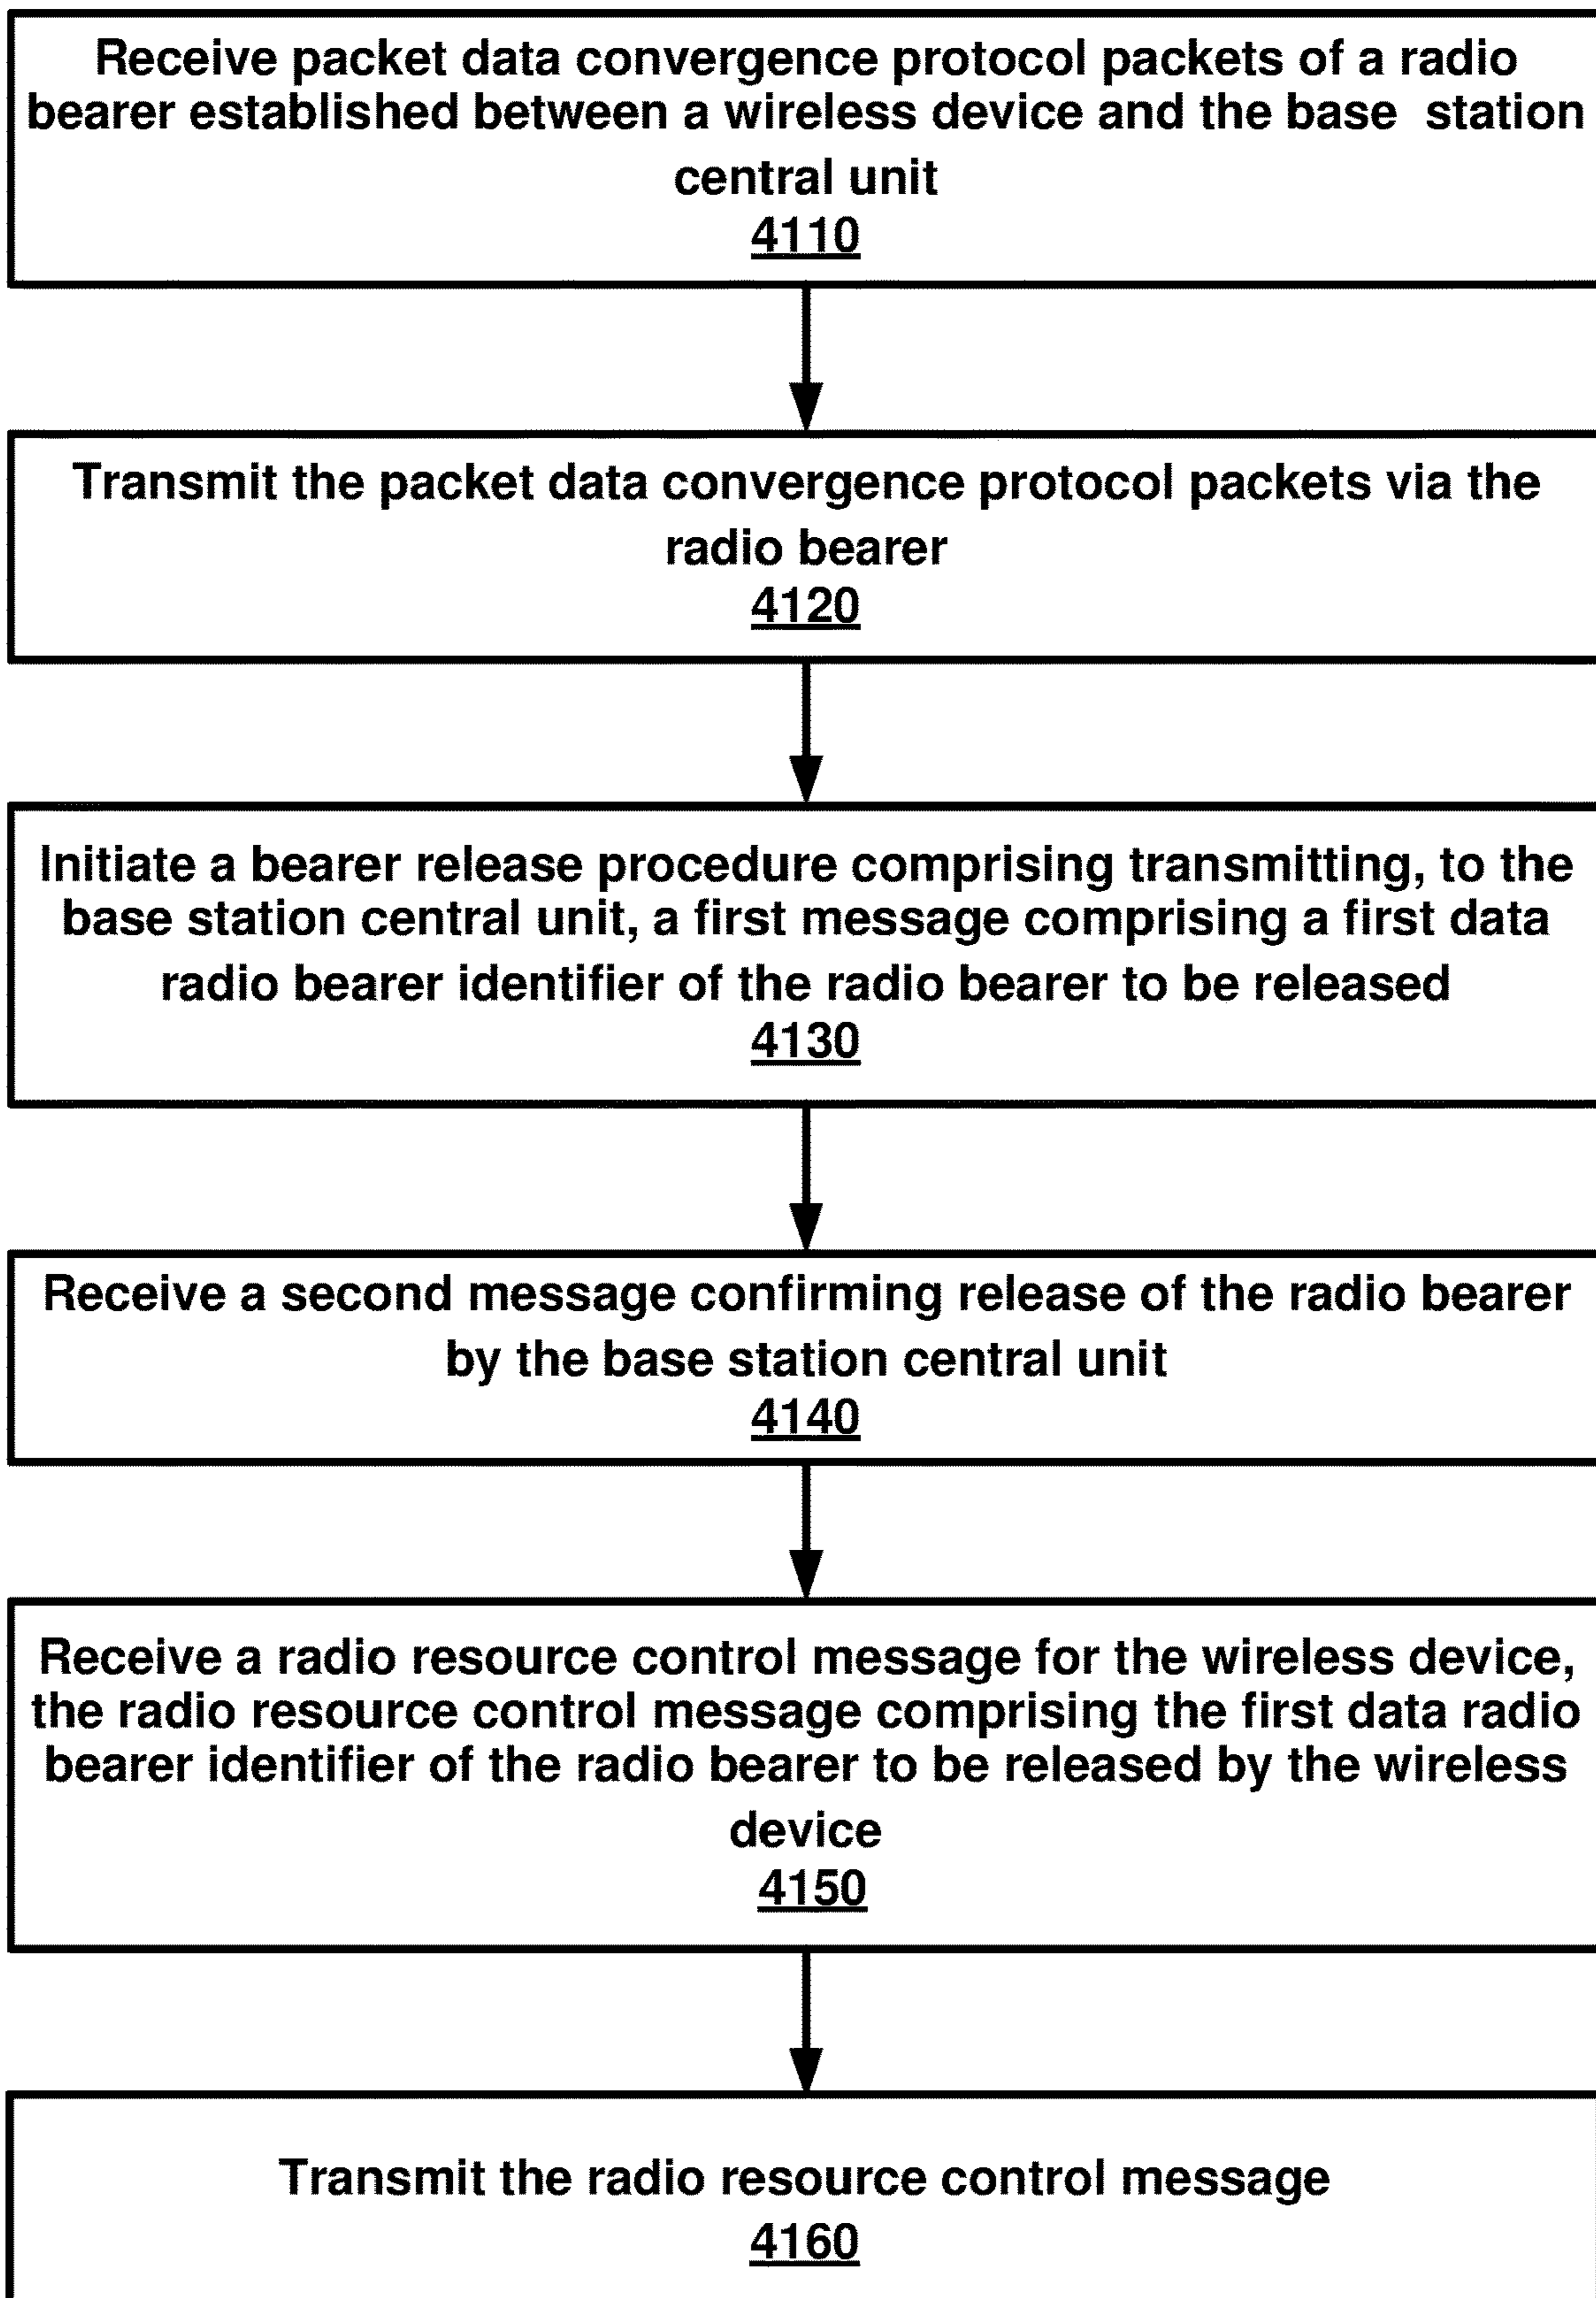 Receive packet data convergence protocol packets of a radio
bearer established between a wireless device and the base station
central unit
4110
Transmit the packet data convergence protocol packets via the
radio bearer
4120
Initiate a bearer release procedure comprising transmitting, to the
base station central unit, a first message comprising a first data
radio bearer identifier of the radio bearer to be released
4130
Receive a second message confirming release of the radio bearer
by the base station central unit
4140
Receive a radio resource control message for the wireless device,
the radio resource control message comprising the first data radio
bearer identifier of the radio bearer to be released by the wireless
device
4150
Transmit the radio resource control message
4160